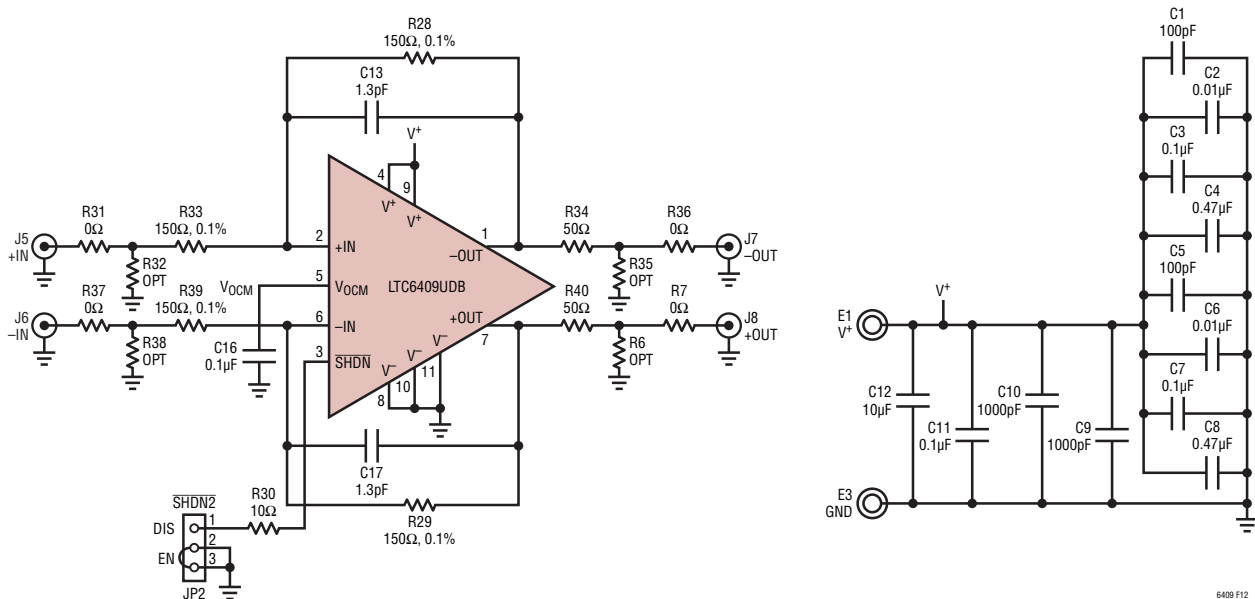 R28
150Ω, 0.1%
C13
1.3pF
V+
4
9
V+
V+
J5
+IN
R31
0Ω
R33
150Ω, 0.1%
R32
OPT
2
+IN
1
–OUT
R34
50Ω
R36
0Ω
J7
–OUT
R35
OPT
VOCM
5
VOCM
LTC6409UDB
J6
–IN
R37
0Ω
R39
150Ω, 0.1%
R38
OPT
6
–IN
+OUT
7
R40
50Ω
R7
0Ω
J8
+OUT
R6
OPT
C16
0.1µF
3
SHDN
V–
V–
V–
8
10
11
C17
1.3pF
R29
150Ω, 0.1%
SHDN2
DIS
EN
1
2
3
JP2
R30
10Ω
C1
100pF
C2
0.01µF
C3
0.1µF
C4
0.47µF
C5
100pF
C6
0.01µF
C7
0.1µF
C8
0.47µF
E1
V+
V+
C12
10µF
C11
0.1µF
C10
1000pF
C9
1000pF
E3
GND
6409 F12